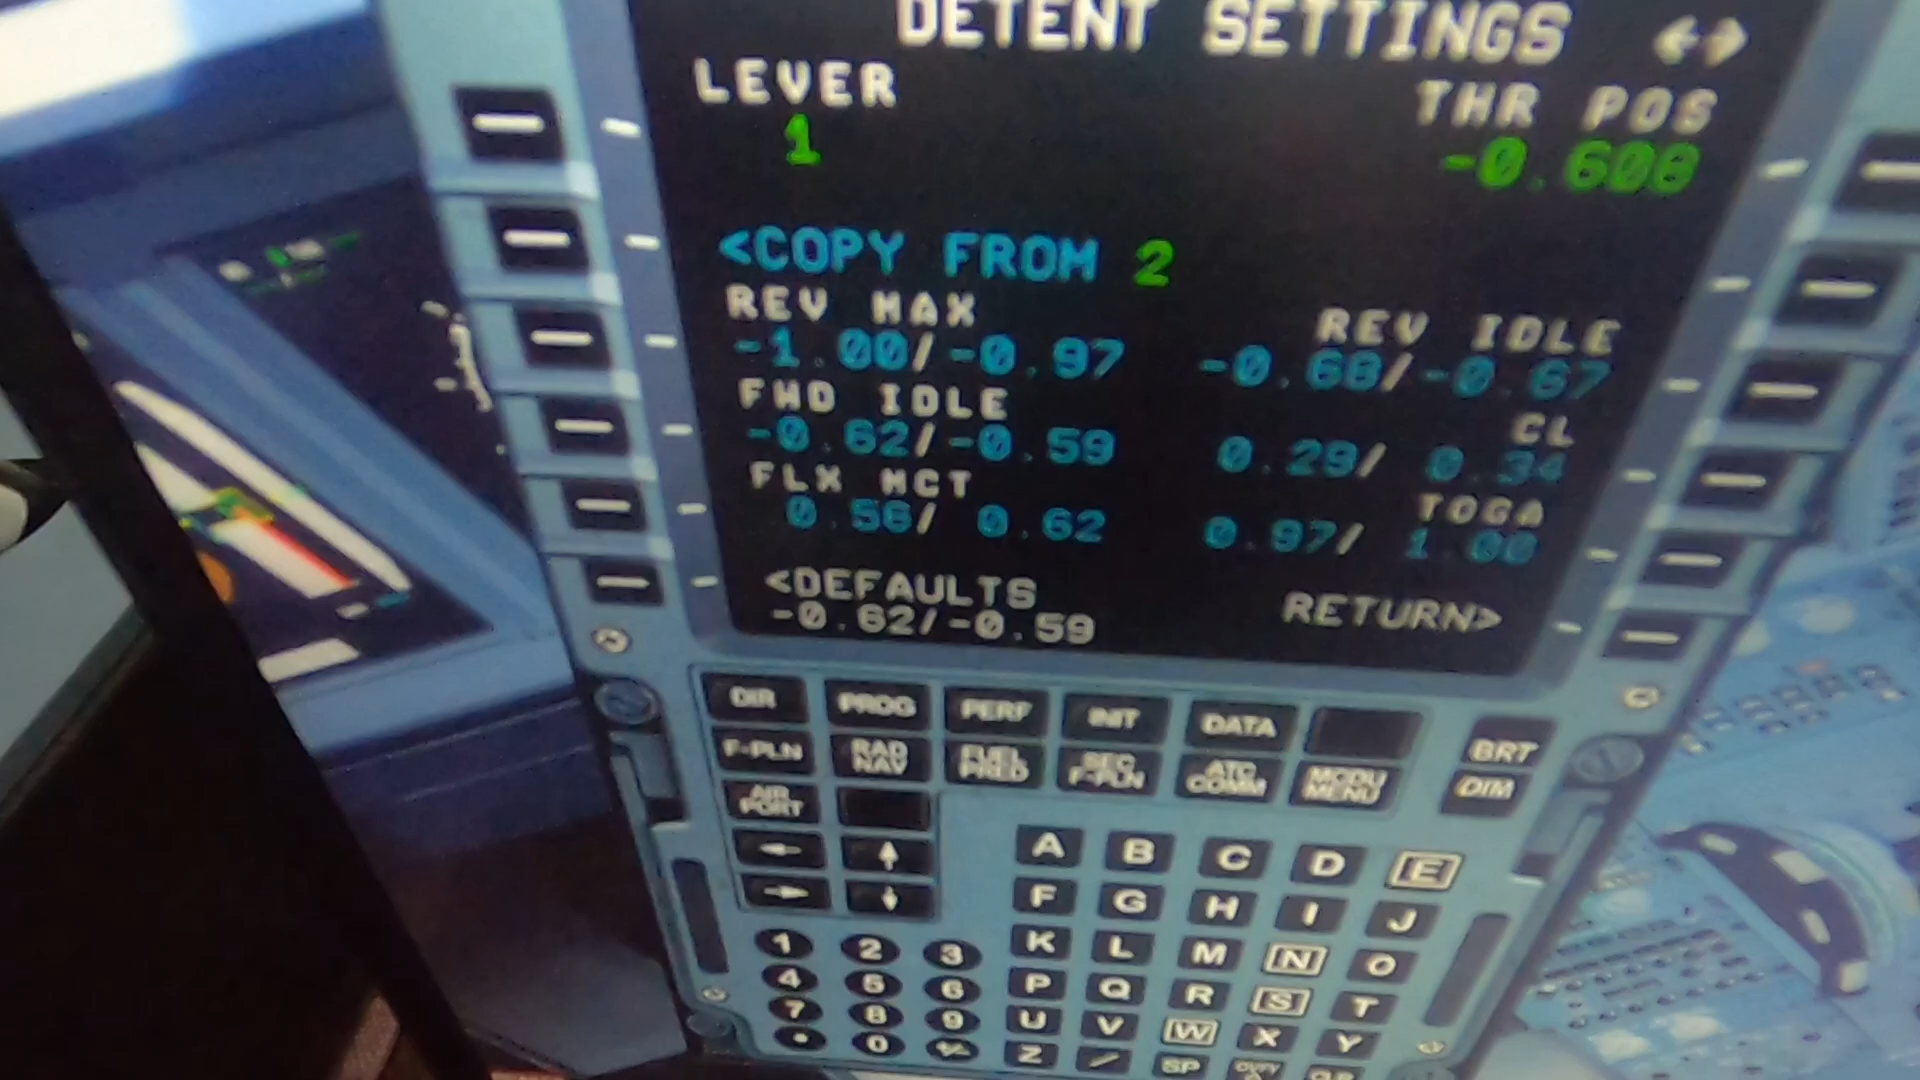 DETENT SETTINGS ←→
LEVER THR POS
1 -0.600
<COPY FROM 2
REV MAX REV IDLE
-1.00/-0.97 -0.68/-0.67
FWD IDLE CL
-0.62/-0.59 0.29/ 0.34
FLX MCT TOGA
0.56/ 0.62 0.97/ 1.00
<DEFAULTS RETURN>
-0.62/-0.59
DIR PROG PERF INIT DATA BRT
F-PLN RAD NAV FUEL PRED SEC F-PLN ATC COMM MCDU MENU DIM
AIR PORT
← ↑ A B C D E
→ ↓ F G H I J
1 2 3 K L M N O
4 5 6 P Q R S T
7 8 9 U V W X Y
. 0 +/- Z / SP OVFY CLR